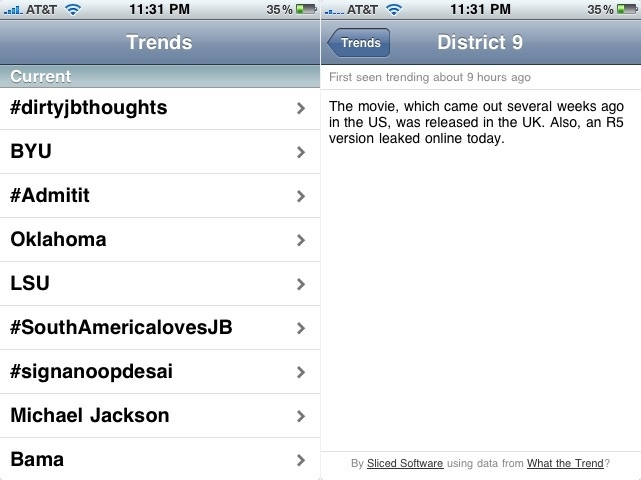 AT&T 11:31 PM 35%
Trends
Current
#dirtyjbthoughts
BYU
#Admitit
Oklahoma
LSU
#SouthAmericalovesJB
#signanoopdesai
Michael Jackson
Bama
AT&T 11:31 PM 35%
Trends District 9
First seen trending about 9 hours ago
The movie, which came out several weeks ago
in the US, was released in the UK. Also, an R5
version leaked online today.
By Sliced Software using data from What the Trend?